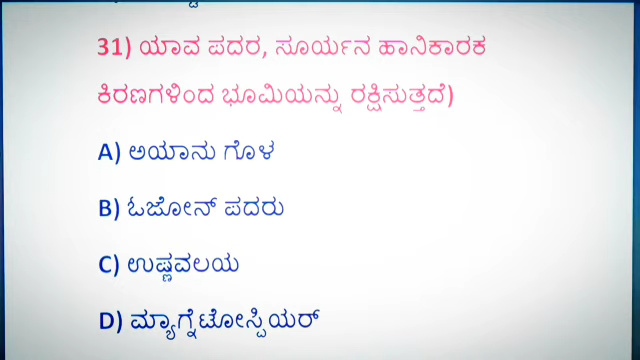 31) ಯಾವ ಪದರ, ಸೂರ್ಯನ ಹಾನಿಕಾರಕ
ಕಿರಣಗಳಿಂದ ಭೂಮಿಯನ್ನು ರಕ್ಷಿಸುತ್ತದೆ)
A) ಅಯಾನು ಗೊಳ
B) ಓಜೋನ್ ಪದರು
C) ಉಷ್ಣವಲಯ
D) ಮ್ಯಾಗ್ನೆಟೋಸ್ಪಿಯರ್